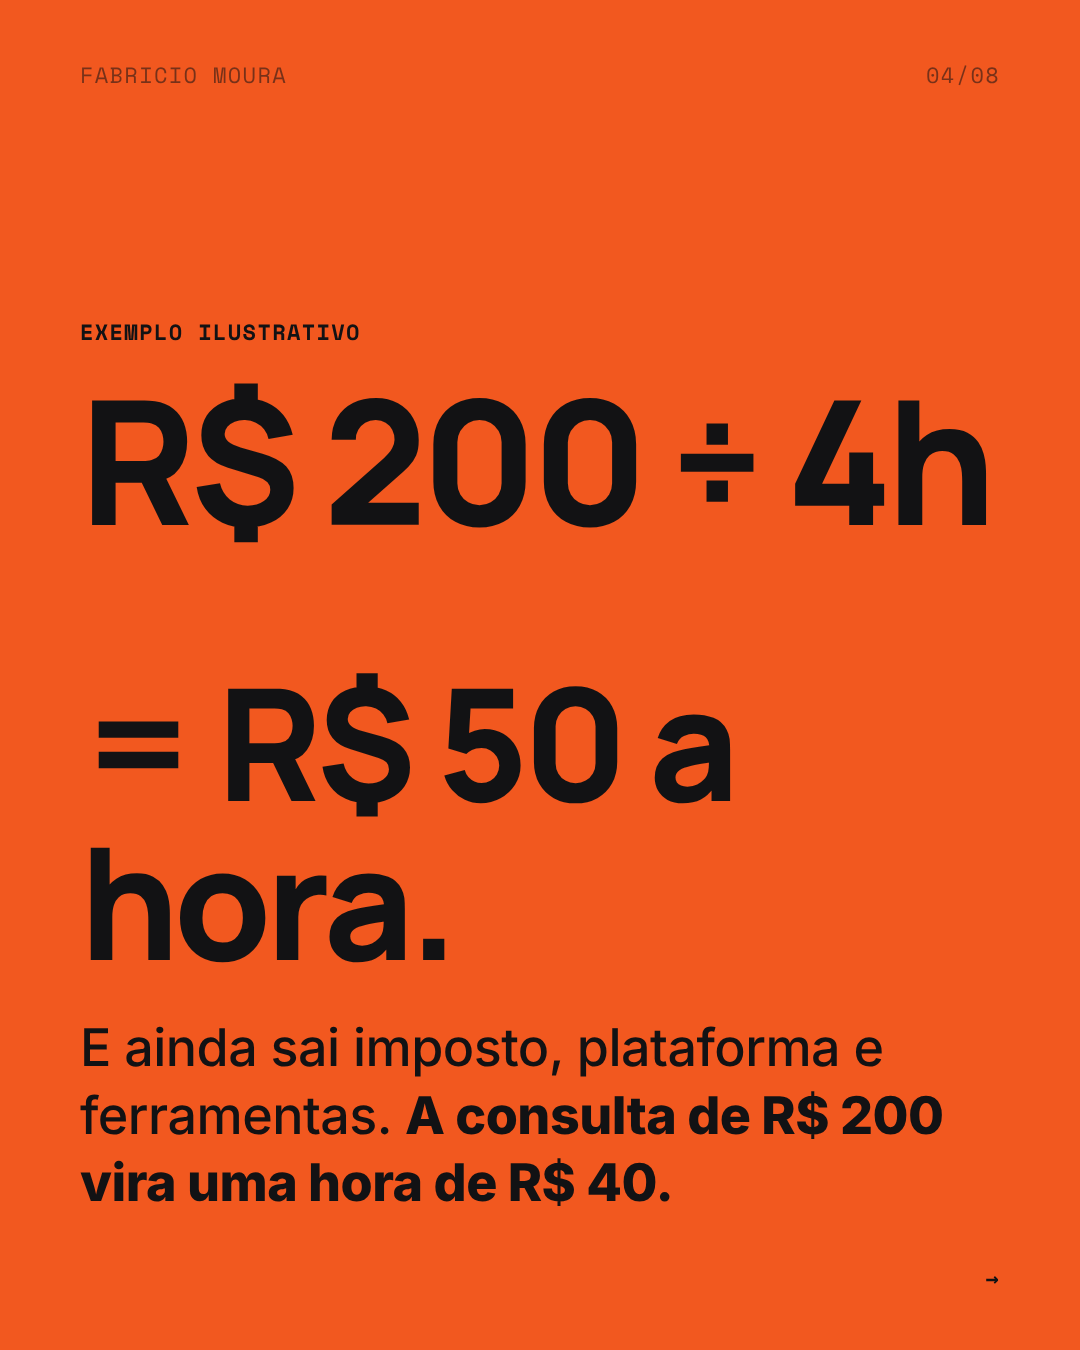 FABRICIO MOURA
04/08
EXEMPLO ILUSTRATIVO
R$ 200 ÷ 4h
= R$ 50 a
hora.
E ainda sai imposto, plataforma e
ferramentas. A consulta de R$ 200
vira uma hora de R$ 40.
→